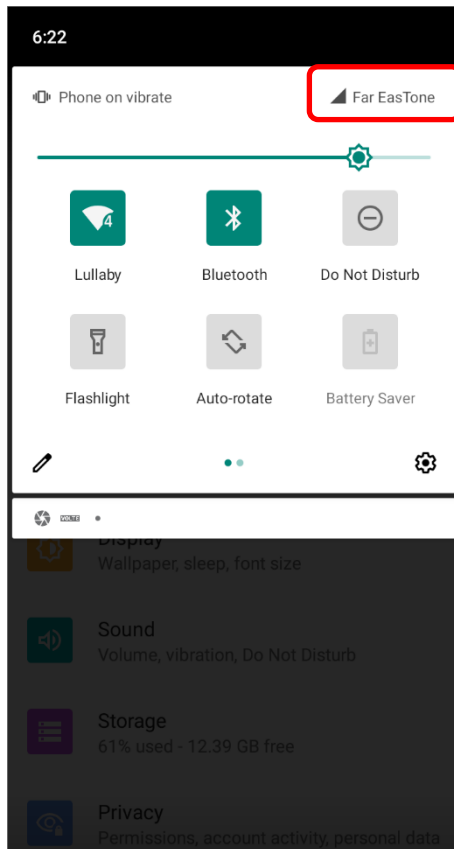 6:22
Phone on vibrate
Far EasTone
4
Lullaby
Bluetooth
Do Not Disturb
Flashlight
Auto-rotate
Battery Saver
VOLTE
Display
Wallpaper, sleep, font size
Sound
Volume, vibration, Do Not Disturb
Storage
61% used - 12.39 GB free
Privacy
Permissions, account activity, personal data